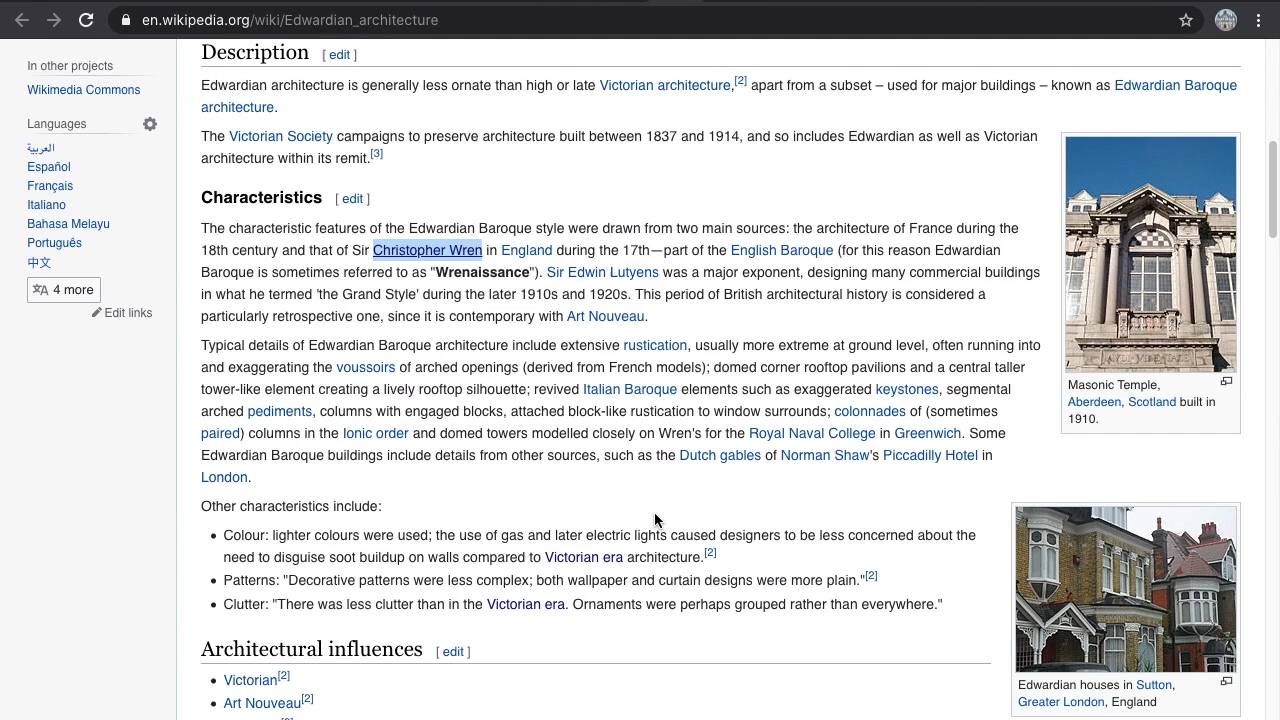 en.wikipedia.org/wiki/Edwardian_architecture
In other projects
Wikimedia Commons
Languages
العربية
Español
Français
Italiano
Bahasa Melayu
Português
中文
4 more
Edit links
Description [ edit ]
Edwardian architecture is generally less ornate than high or late Victorian architecture,[2] apart from a subset – used for major buildings – known as Edwardian Baroque
architecture.
The Victorian Society campaigns to preserve architecture built between 1837 and 1914, and so includes Edwardian as well as Victorian
architecture within its remit.[3]
Characteristics [ edit ]
The characteristic features of the Edwardian Baroque style were drawn from two main sources: the architecture of France during the
18th century and that of Sir Christopher Wren in England during the 17th—part of the English Baroque (for this reason Edwardian
Baroque is sometimes referred to as "Wrenaissance"). Sir Edwin Lutyens was a major exponent, designing many commercial buildings
in what he termed 'the Grand Style' during the later 1910s and 1920s. This period of British architectural history is considered a
particularly retrospective one, since it is contemporary with Art Nouveau.
Typical details of Edwardian Baroque architecture include extensive rustication, usually more extreme at ground level, often running into
and exaggerating the voussoirs of arched openings (derived from French models); domed corner rooftop pavilions and a central taller
tower-like element creating a lively rooftop silhouette; revived Italian Baroque elements such as exaggerated keystones, segmental
arched pediments, columns with engaged blocks, attached block-like rustication to window surrounds; colonnades of (sometimes
paired) columns in the Ionic order and domed towers modelled closely on Wren's for the Royal Naval College in Greenwich. Some
Edwardian Baroque buildings include details from other sources, such as the Dutch gables of Norman Shaw's Piccadilly Hotel in
London.
Other characteristics include:
Colour: lighter colours were used; the use of gas and later electric lights caused designers to be less concerned about the
need to disguise soot buildup on walls compared to Victorian era architecture.[2]
Patterns: "Decorative patterns were less complex; both wallpaper and curtain designs were more plain."[2]
Clutter: "There was less clutter than in the Victorian era. Ornaments were perhaps grouped rather than everywhere."
Architectural influences [ edit ]
Victorian[2]
Art Nouveau[2]
Masonic Temple,
Aberdeen, Scotland built in
1910.
Edwardian houses in Sutton,
Greater London, England